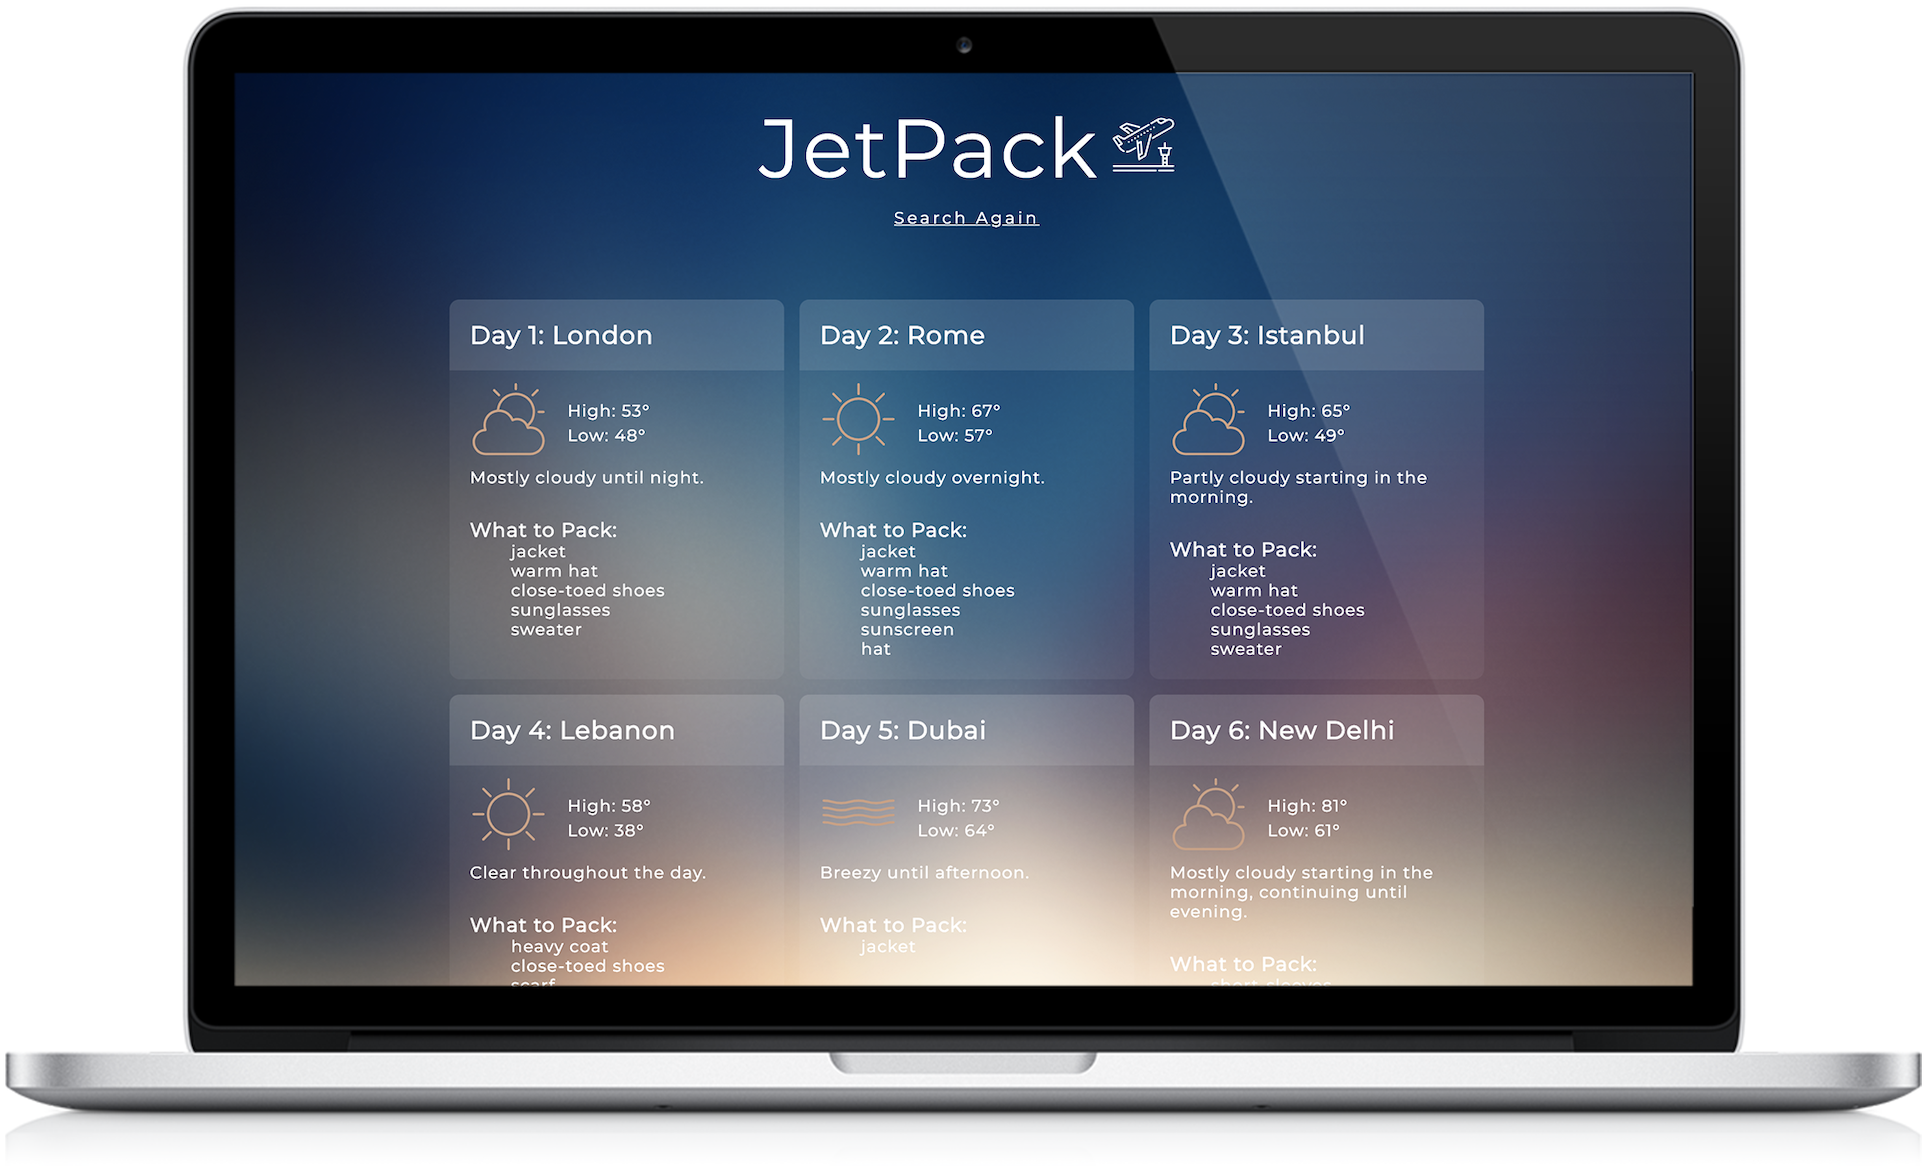 JetPack
Search Again
Day 1: London
High: 53°
Low: 48°
Mostly cloudy until night.
What to Pack:
jacket
warm hat
close-toed shoes
sunglasses
sweater
Day 2: Rome
High: 67°
Low: 57°
Mostly cloudy overnight.
What to Pack:
jacket
warm hat
close-toed shoes
sunglasses
sunscreen
hat
Day 3: Istanbul
High: 65°
Low: 49°
Partly cloudy starting in the
morning.
What to Pack:
jacket
warm hat
close-toed shoes
sunglasses
sweater
Day 4: Lebanon
High: 58°
Low: 38°
Clear throughout the day.
What to Pack:
heavy coat
close-toed shoes
scarf
Day 5: Dubai
High: 73°
Low: 64°
Breezy until afternoon.
What to Pack:
jacket
Day 6: New Delhi
High: 81°
Low: 61°
Mostly cloudy starting in the
morning, continuing until
evening.
What to Pack:
short-sleeves